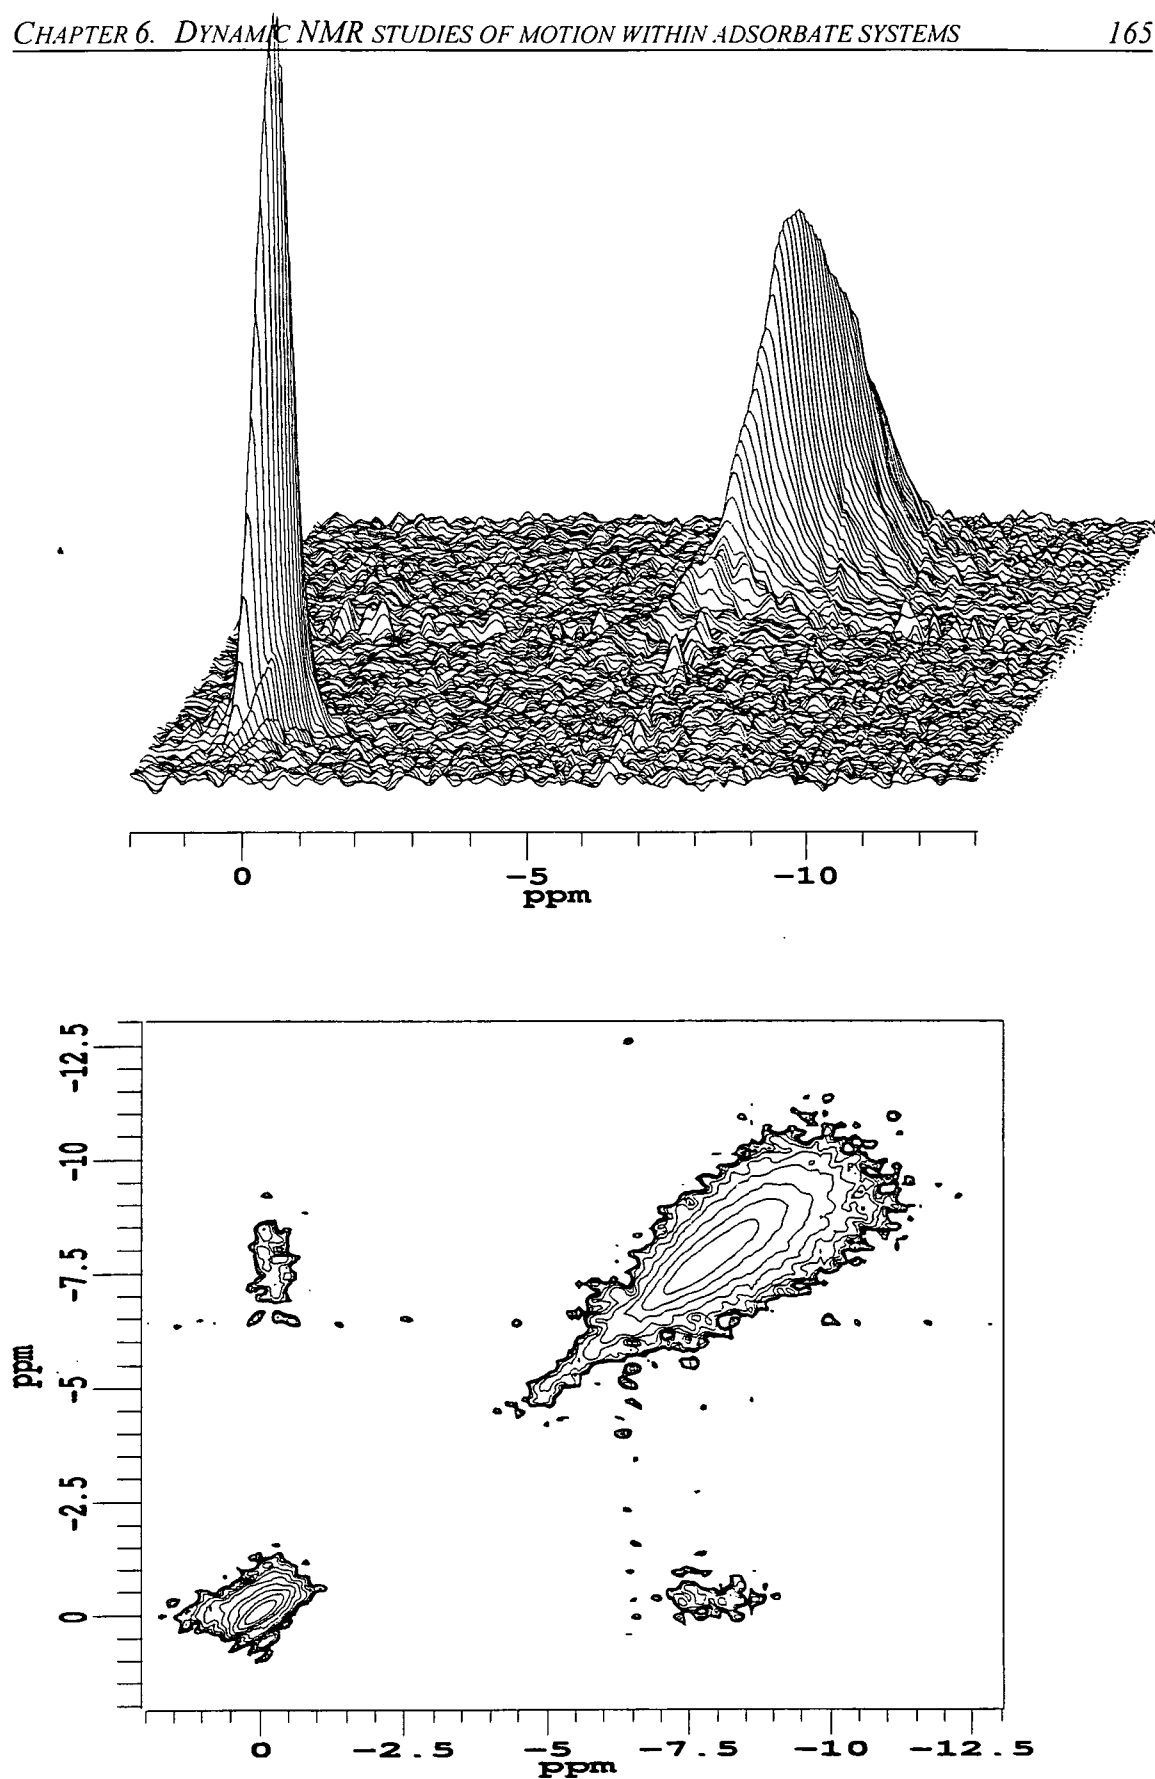 CHAPTER 6. DYNAMIC NMR STUDIES OF MOTION WITHIN ADSORBATE SYSTEMS 165
0 -5 -10
ppm
-12.5
-10
-7.5
ppm
-5
-2.5
0
0 -2.5 -5 -7.5 -10 -12.5
ppm